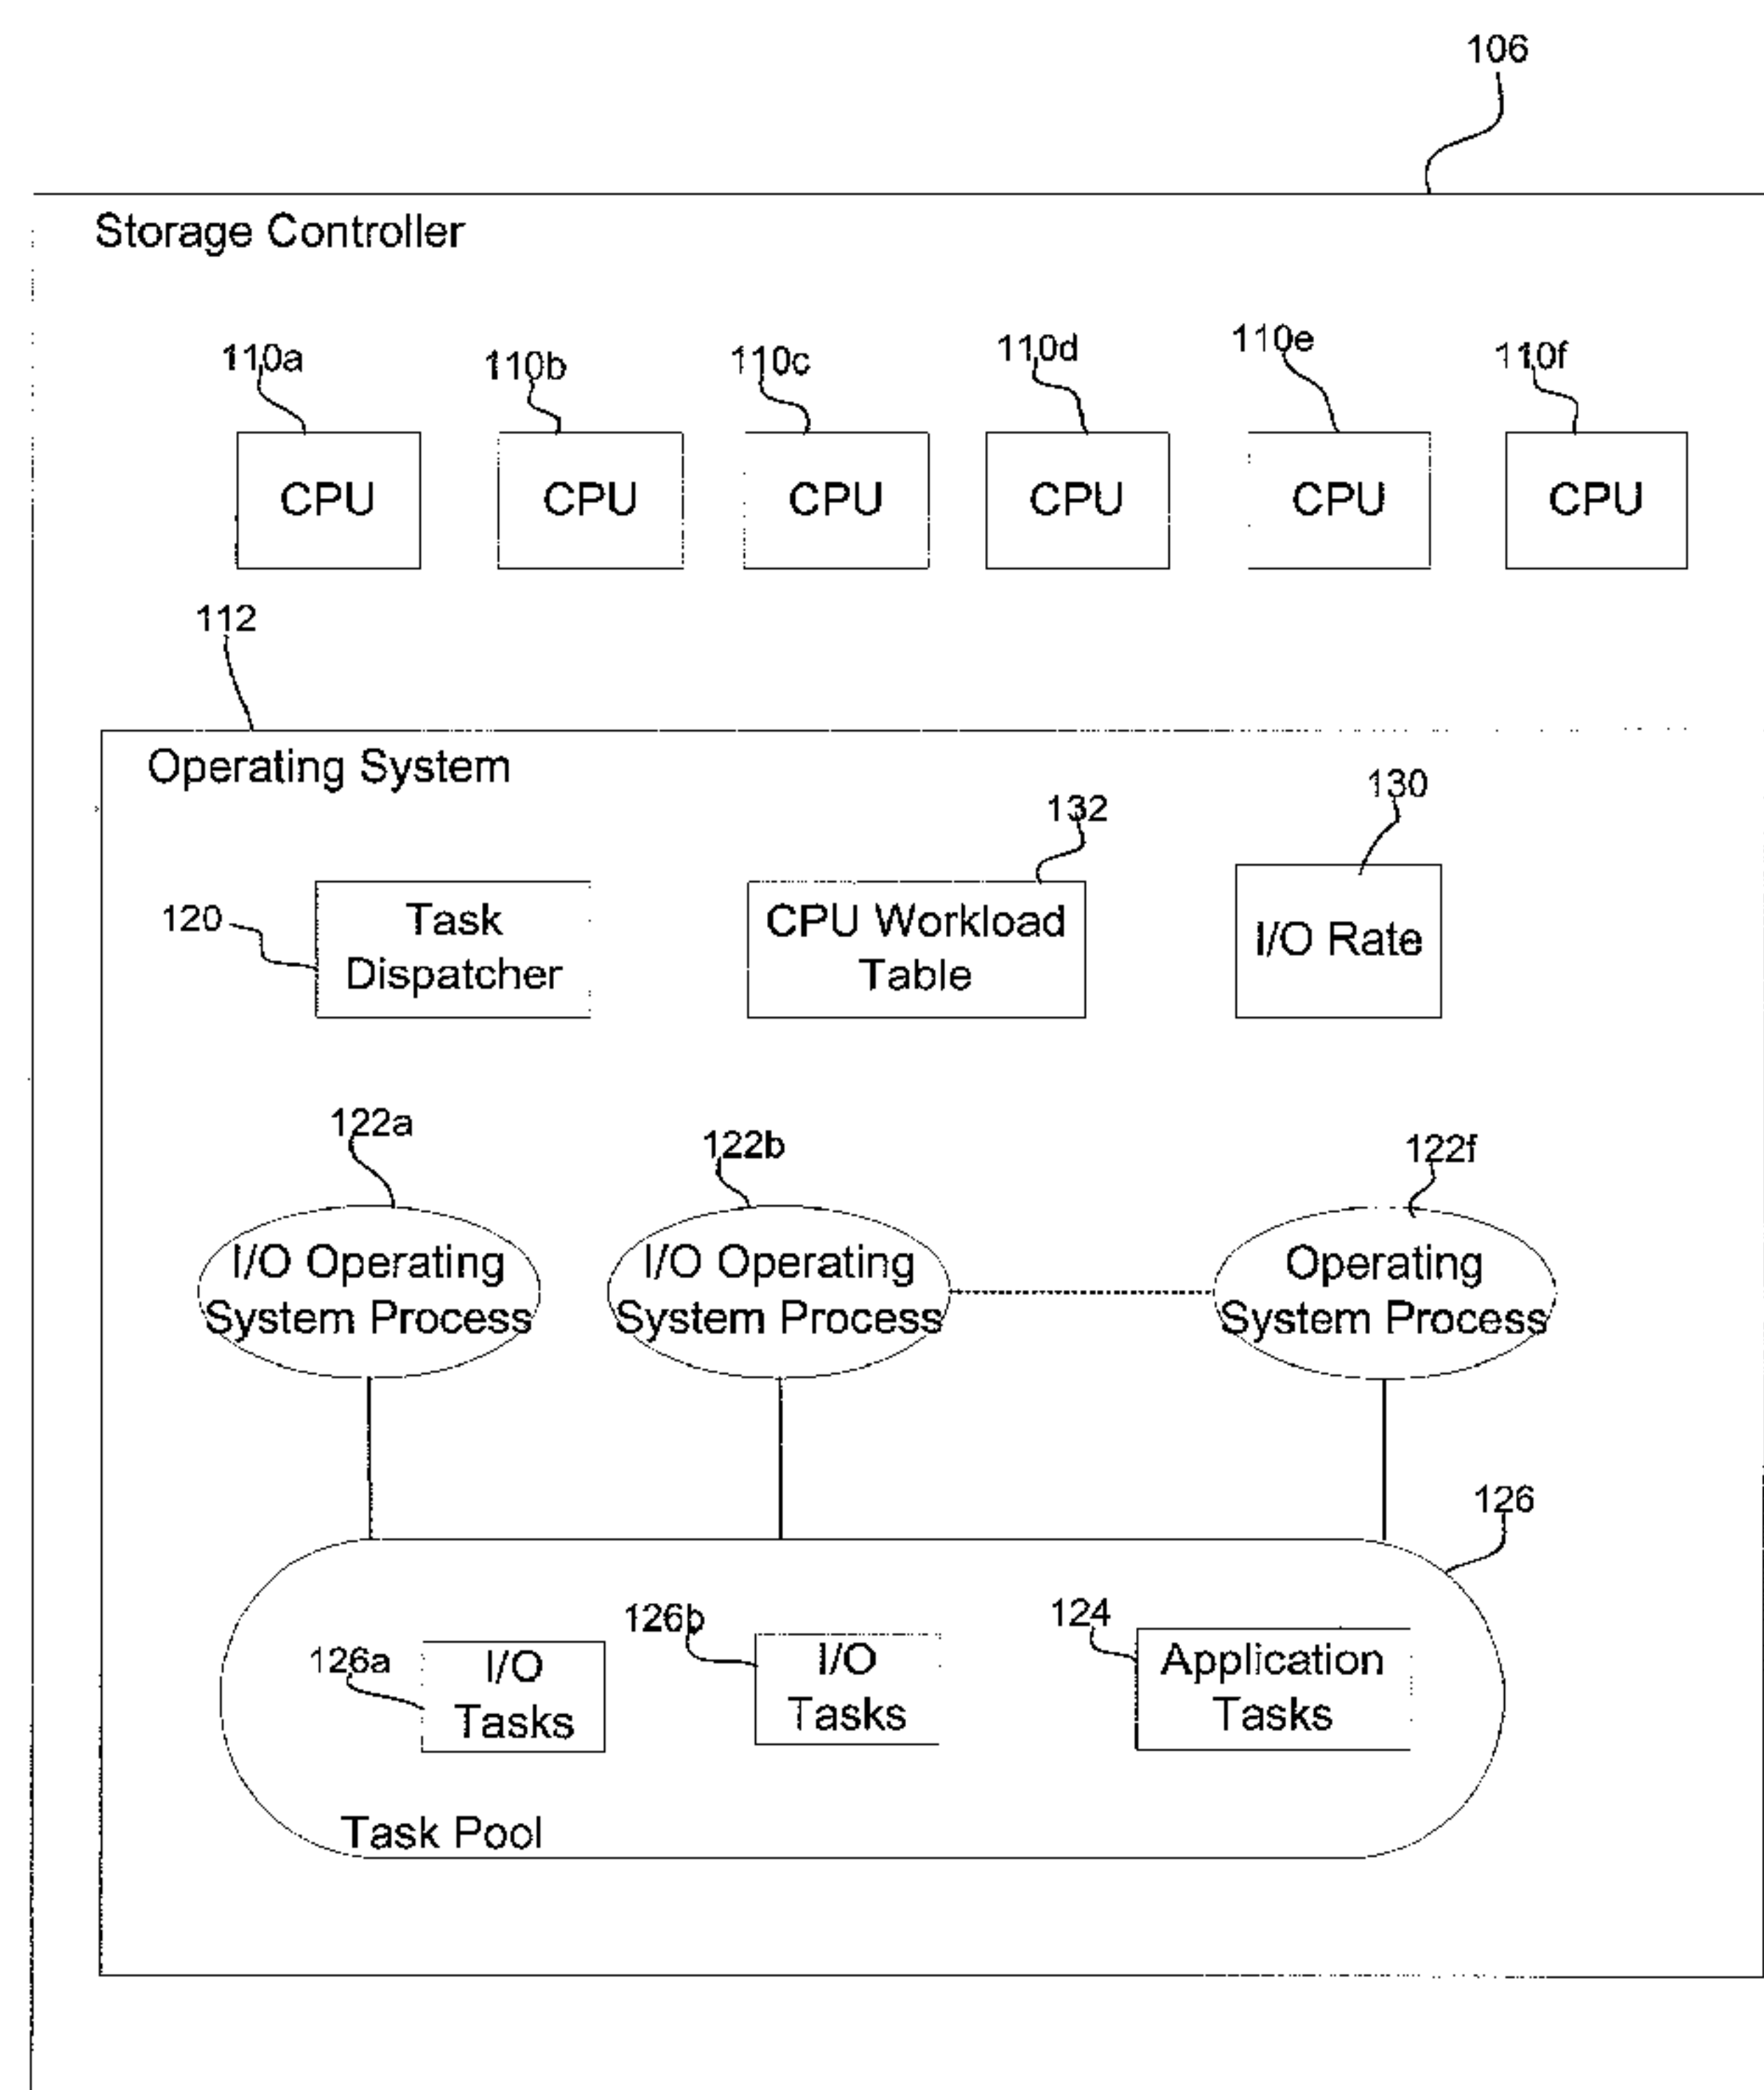 106
Storage Controller
110a
110b
110c
110d
110e
110f
CPU
CPU
CPU
CPU
CPU
CPU
112
Operating System
132
130
120
Task
Dispatcher
CPU Workload
Table
I/O Rate
122a
122b
122f
I/O Operating
System Process
I/O Operating
System Process
Operating
System Process
126
126a
I/O
Tasks
126b
I/O
Tasks
124
Application
Tasks
Task Pool